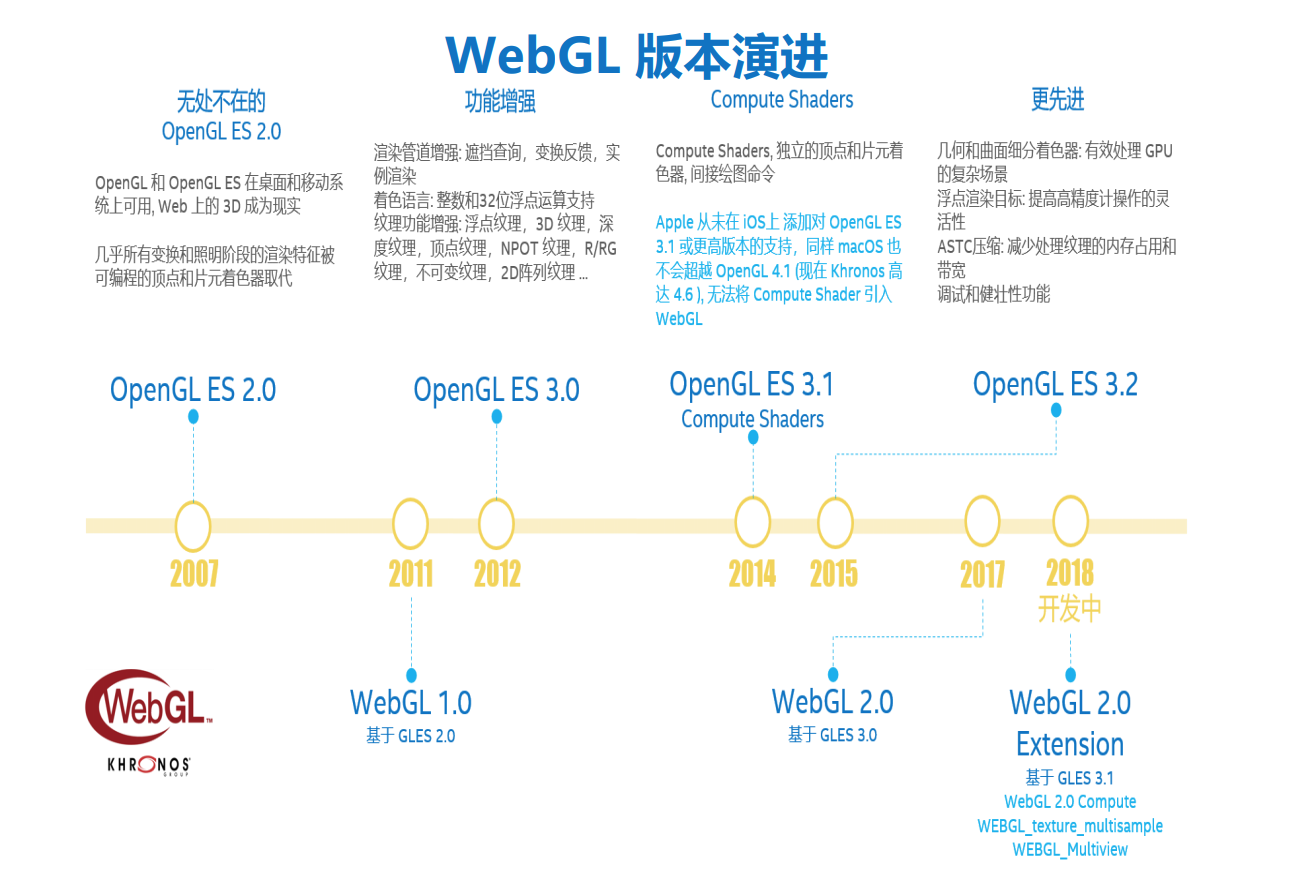 WebGL 版本演进
无处不在的
OpenGL ES 2.0
OpenGL 和 OpenGL ES 在桌面和移动系
统上可用, Web 上的 3D 成为现实
几乎所有变换和照明阶段的渲染特征被
可编程的顶点和片元着色器取代
功能增强
渲染管道增强: 遮挡查询，变换反馈，实
例渲染
着色语言: 整数和32位浮点运算支持
纹理功能增强: 浮点纹理，3D 纹理，深
度纹理，顶点纹理，NPOT 纹理，R/RG
纹理，不可变纹理，2D阵列纹理 ...
Compute Shaders
Compute Shaders, 独立的顶点和片元着
色器, 间接绘图命令
Apple 从未在 iOS上 添加对 OpenGL ES
3.1 或更高版本的支持，同样 macOS 也
不会超越 OpenGL 4.1 (现在 Khronos 高
达 4.6 ), 无法将 Compute Shader 引入
WebGL
更先进
几何和曲面细分着色器: 有效处理 GPU
的复杂场景
浮点渲染目标: 提高高精度计操作的灵
活性
ASTC压缩: 减少处理纹理的内存占用和
带宽
调试和健壮性功能
OpenGL ES 2.0
OpenGL ES 3.0
OpenGL ES 3.1
Compute Shaders
OpenGL ES 3.2
2007
2011
2012
2014
2015
2017
2018
开发中
WebGL™
KHRONOS
GROUP
WebGL 1.0
基于 GLES 2.0
WebGL 2.0
基于 GLES 3.0
WebGL 2.0
Extension
基于 GLES 3.1
WebGL 2.0 Compute
WEBGL_texture_multisample
WEBGL_Multiview